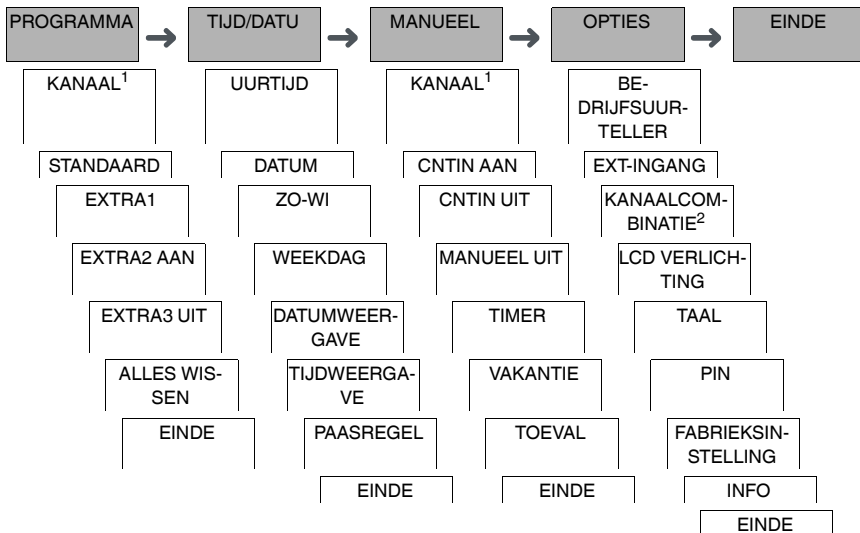 PROGRAMMA
TIJD/DATU
MANUEEL
OPTIES
EINDE
KANAAL1
STANDAARD
EXTRA1
EXTRA2 AAN
EXTRA3 UIT
ALLES WIS-
SEN
EINDE
UURTIJD
DATUM
ZO-WI
WEEKDAG
DATUMWEER-
GAVE
TIJDWEERGA-
VE
PAASREGEL
EINDE
KANAAL1
CNTIN AAN
CNTIN UIT
MANUEEL UIT
TIMER
VAKANTIE
TOEVAL
EINDE
BE-
DRIJFSUUR-
TELLER
EXT-INGANG
KANAALCOM-
BINATIE2
LCD VERLICH-
TING
TAAL
PIN
FABRIEKSIN-
STELLING
INFO
EINDE